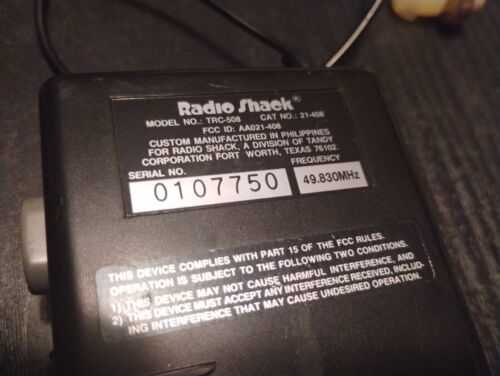 Radio Shack®
MODEL NO.: TRC-508 CAT NO.: 21-408
FCC ID: AAO21-408
CUSTOM MANUFACTURED IN PHILIPPINES
FOR RADIO SHACK, A DIVISION OF TANDY
CORPORATION FORT WORTH, TEXAS 76102.
SERIAL NO. FREQUENCY
0107750 49.830MHz
THIS DEVICE COMPLIES WITH PART 15 OF THE FCC RULES.
OPERATION IS SUBJECT TO THE FOLLOWING TWO CONDITIONS.
1) THIS DEVICE MAY NOT CAUSE HARMFUL INTERFERENCE, AND
2) THIS DEVICE MUST ACCEPT ANY INTERFERENCE RECEIVED, INCLUD-
ING INTERFERENCE THAT MAY CAUSE UNDESIRED OPERATION.